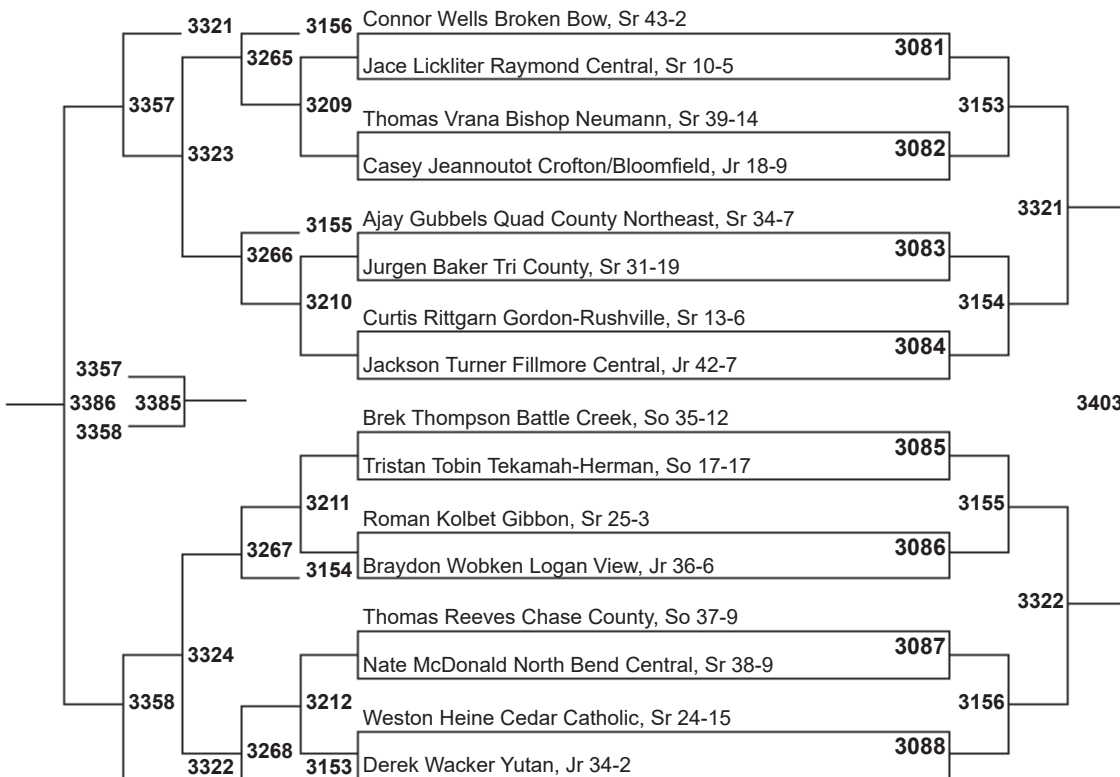 3321 3156 Connor Wells Broken Bow, Sr 43-2
3265 3081
Jace Lickliter Raymond Central, Sr 10-5
3357 3209 3153
Thomas Vrana Bishop Neumann, Sr 39-14
3323 3082
Casey Jeannoutot Crofton/Bloomfield, Jr 18-9
3321
3155 Ajay Gubbels Quad County Northeast, Sr 34-7
3266 3083
Jurgen Baker Tri County, Sr 31-19
3210 3154
Curtis Rittgarn Gordon-Rushville, Sr 13-6
3084
3357 Jackson Turner Fillmore Central, Jr 42-7
3386 3385 3403
3358 Brek Thompson Battle Creek, So 35-12
3085
Tristan Tobin Tekamah-Herman, So 17-17
3211 3155
Roman Kolbet Gibbon, Sr 25-3
3267 3086
3154 Braydon Wobken Logan View, Jr 36-6
3322
Thomas Reeves Chase County, So 37-9
3324 3087
Nate McDonald North Bend Central, Sr 38-9
3358 3212 3156
Weston Heine Cedar Catholic, Sr 24-15
3268 3088
3322 3153 Derek Wacker Yutan, Jr 34-2